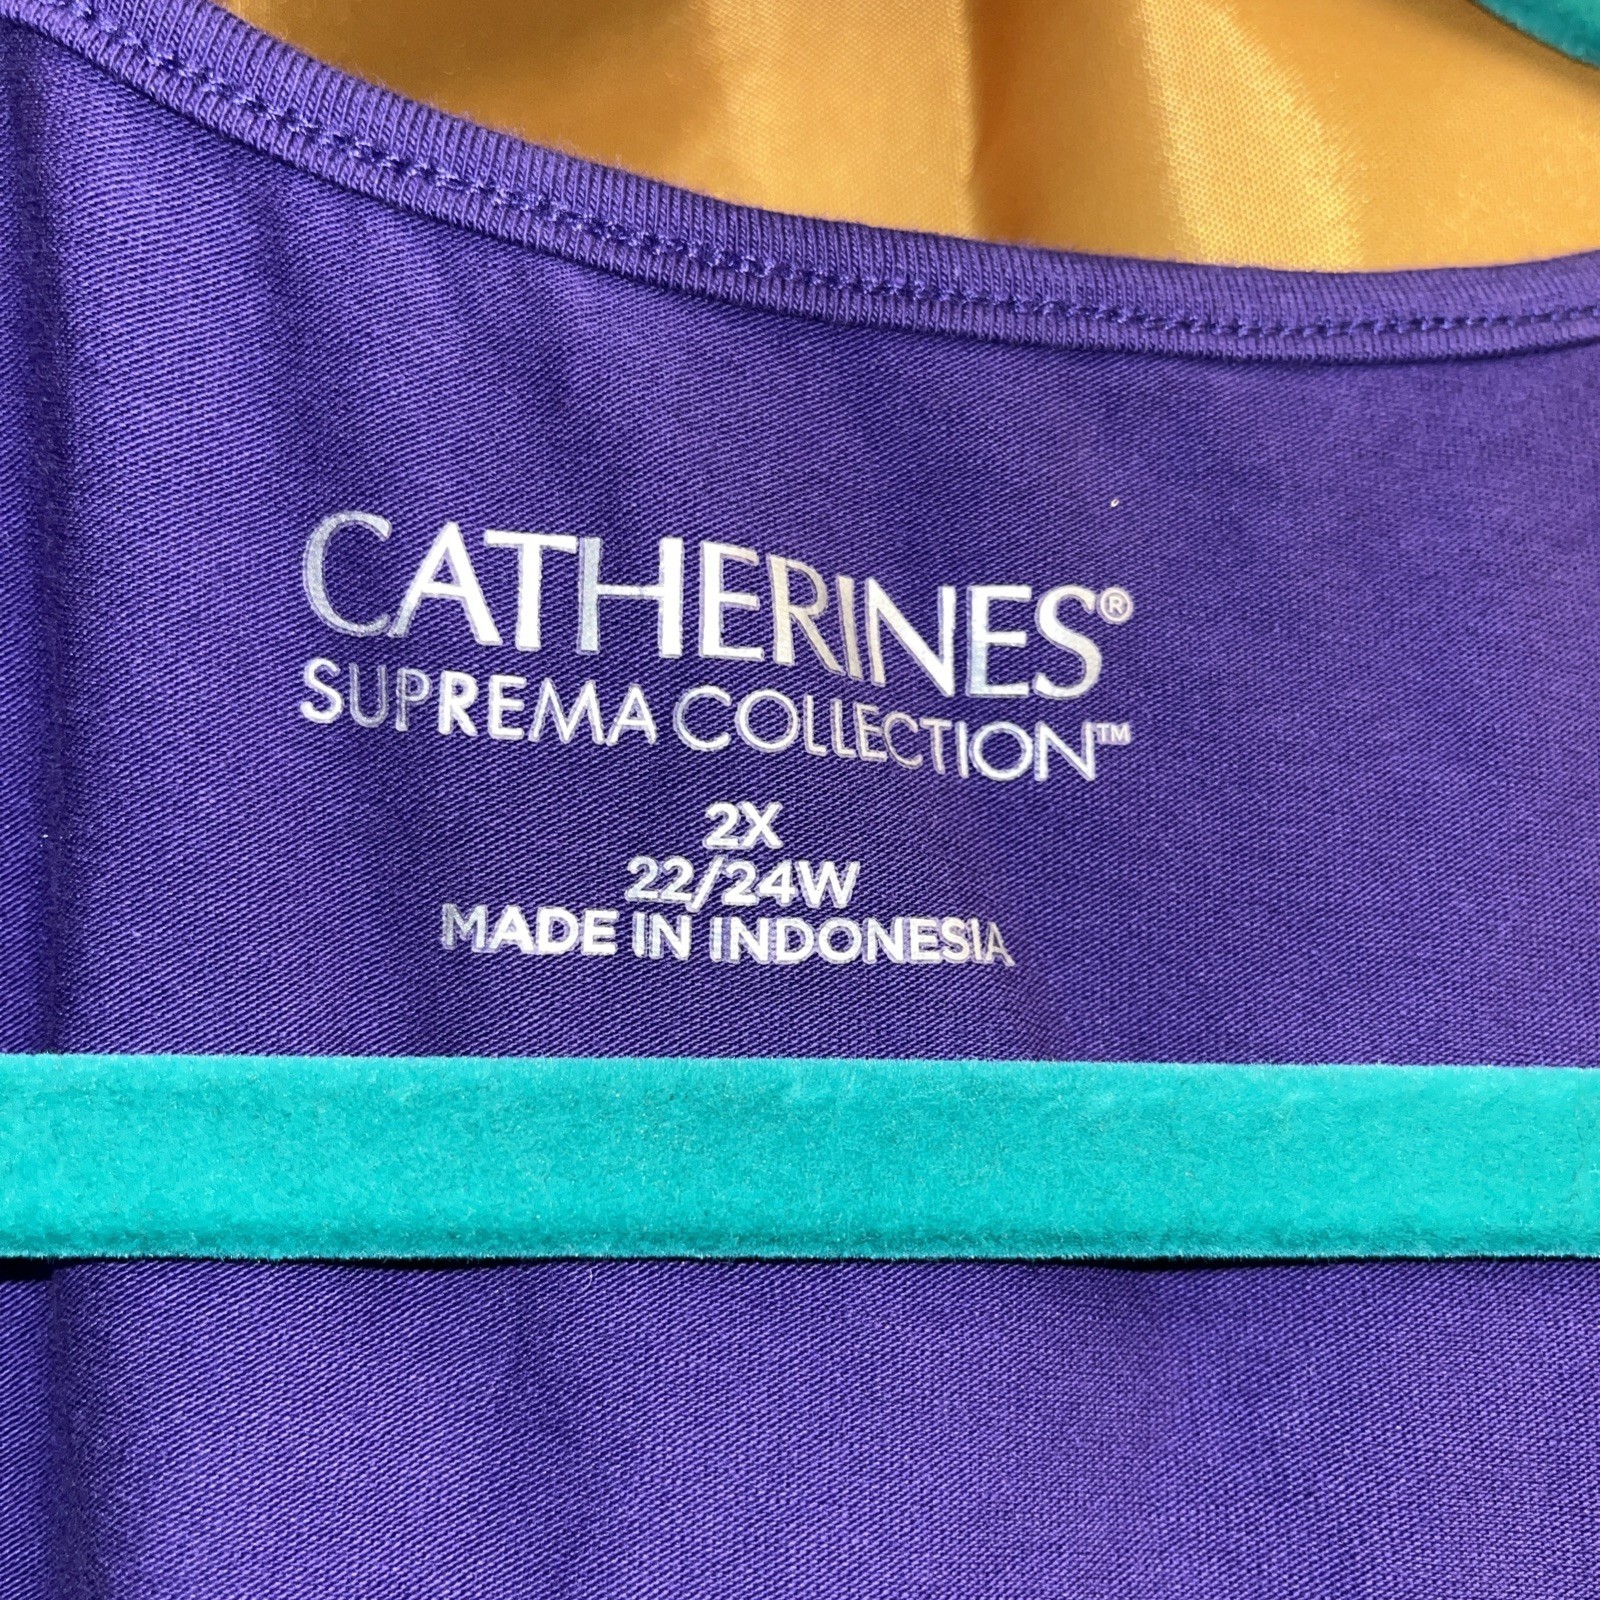 CATHERINES®
SUPREMA COLLECTION™
2X
22/24W
MADE IN INDONESIA